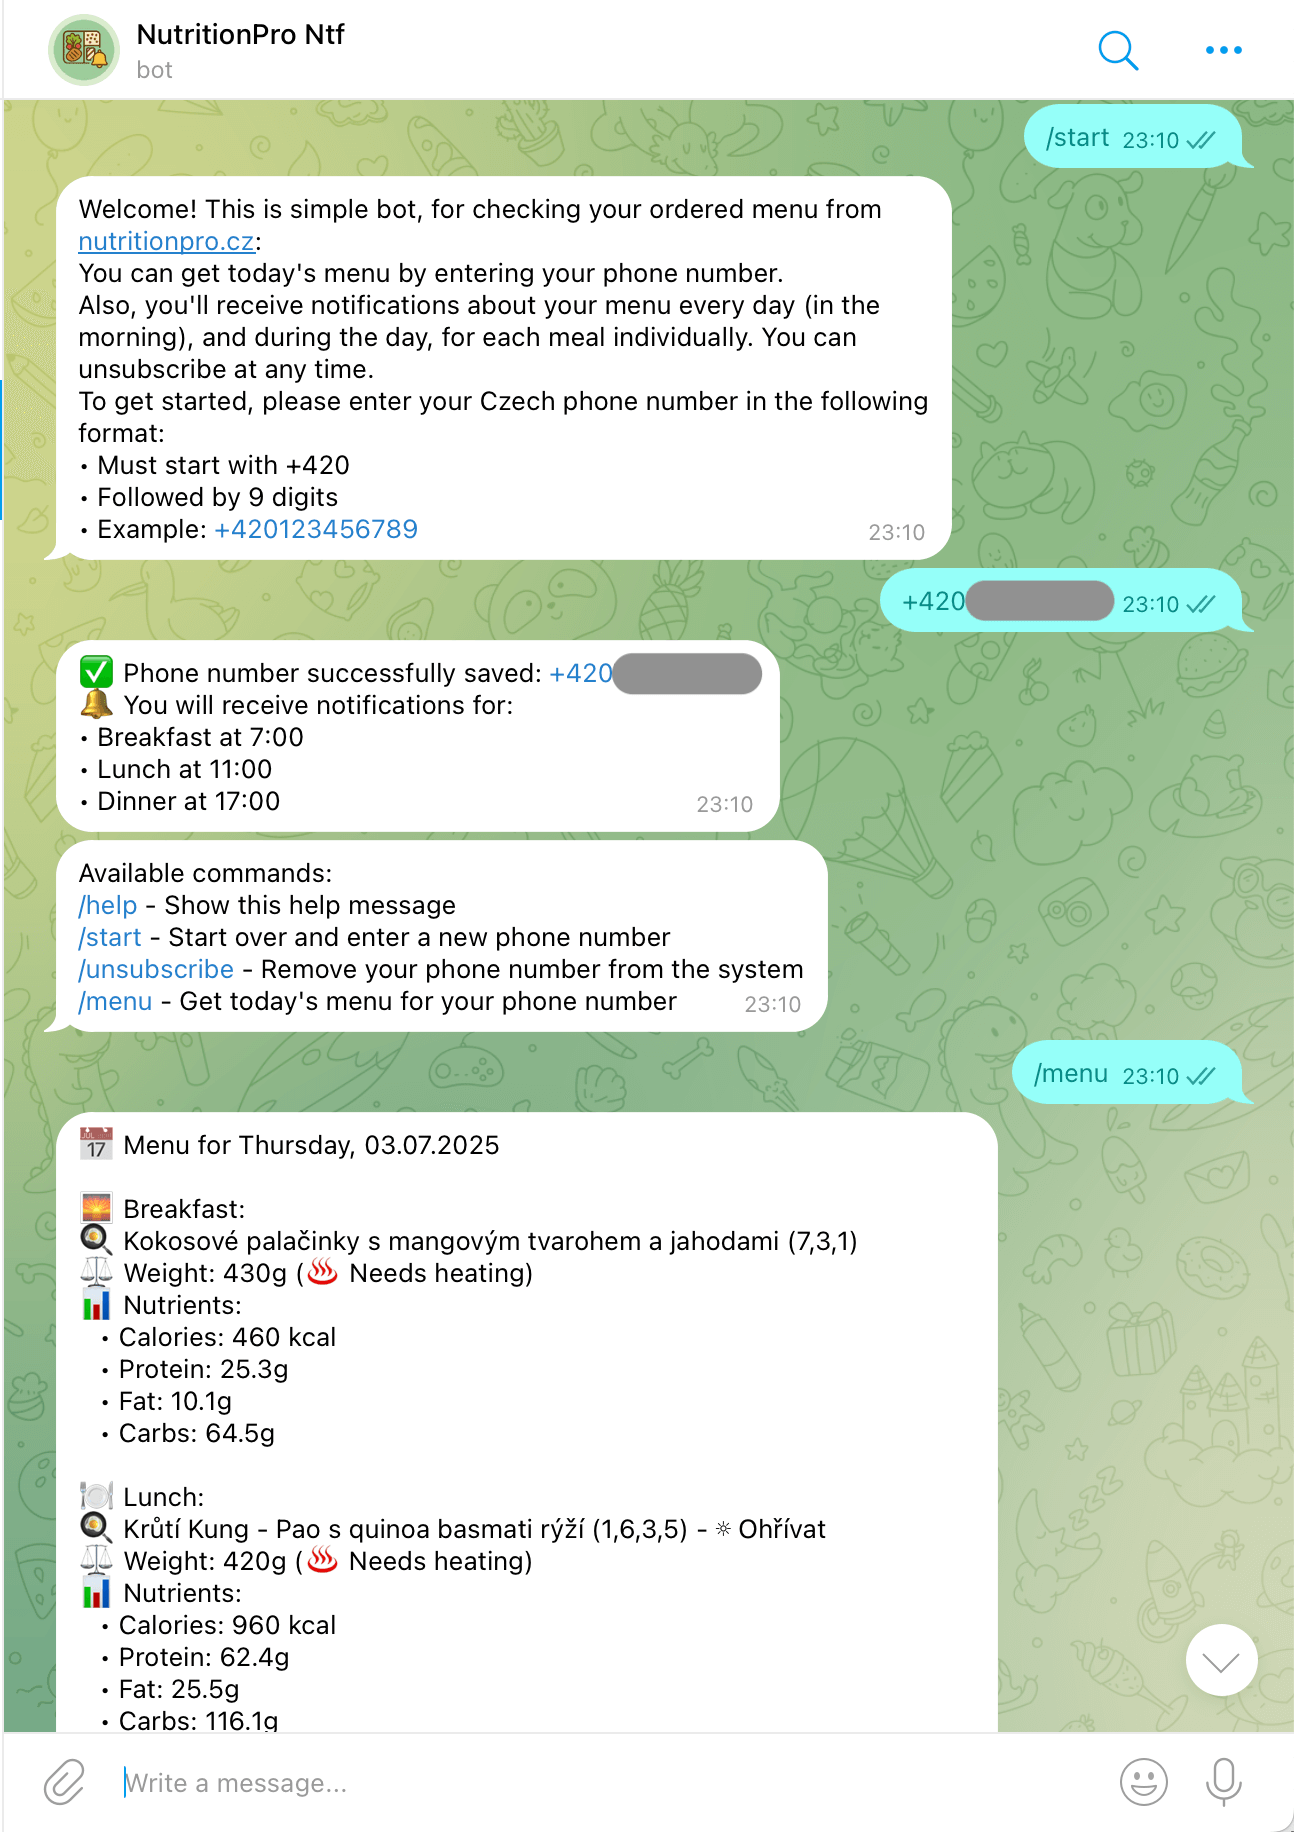 NutritionPro Ntf
bot
/start 23:10
Welcome! This is simple bot, for checking your ordered menu from
nutritionpro.cz:
You can get today's menu by entering your phone number.
Also, you'll receive notifications about your menu every day (in the
morning), and during the day, for each meal individually. You can
unsubscribe at any time.
To get started, please enter your Czech phone number in the following
format:
• Must start with +420
• Followed by 9 digits
• Example: +420123456789 23:10
+420 23:10
✅ Phone number successfully saved: +420
🔔 You will receive notifications for:
• Breakfast at 7:00
• Lunch at 11:00
• Dinner at 17:00 23:10
Available commands:
/help - Show this help message
/start - Start over and enter a new phone number
/unsubscribe - Remove your phone number from the system
/menu - Get today's menu for your phone number 23:10
/menu 23:10
📅 Menu for Thursday, 03.07.2025
🌅 Breakfast:
🍳 Kokosové palačinky s mangovým tvarohem a jahodami (7,3,1)
⚖️ Weight: 430g (♨️ Needs heating)
📊 Nutrients:
• Calories: 460 kcal
• Protein: 25.3g
• Fat: 10.1g
• Carbs: 64.5g
🍽️ Lunch:
🍳 Krůtí Kung - Pao s quinoa basmati rýží (1,6,3,5) - ☼ Ohřívat
⚖️ Weight: 420g (♨️ Needs heating)
📊 Nutrients:
• Calories: 960 kcal
• Protein: 62.4g
• Fat: 25.5g
• Carbs: 116.1g
Write a message...